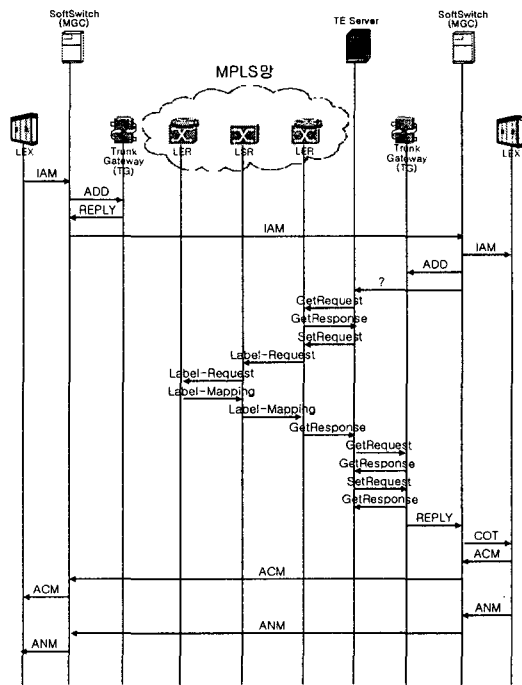 SoftSwitch
(MGC)
TE Server
SoftSwitch
(MGC)
MPLS망
LEX
Trunk
Gateway
(TG)
LER
LSR
LER
Trunk
Gateway
(TG)
LEX
IAM
ADD
REPLY
IAM
IAM
ADD
?
GetRequest
GetResponse
SetRequest
Label-Request
Label-Request
Label-Mapping
Label-Mapping
GetResponse
GetRequest
GetResponse
SetRequest
GetResponse
REPLY
COT
ACM
ACM
ACM
ANM
ANM
ANM